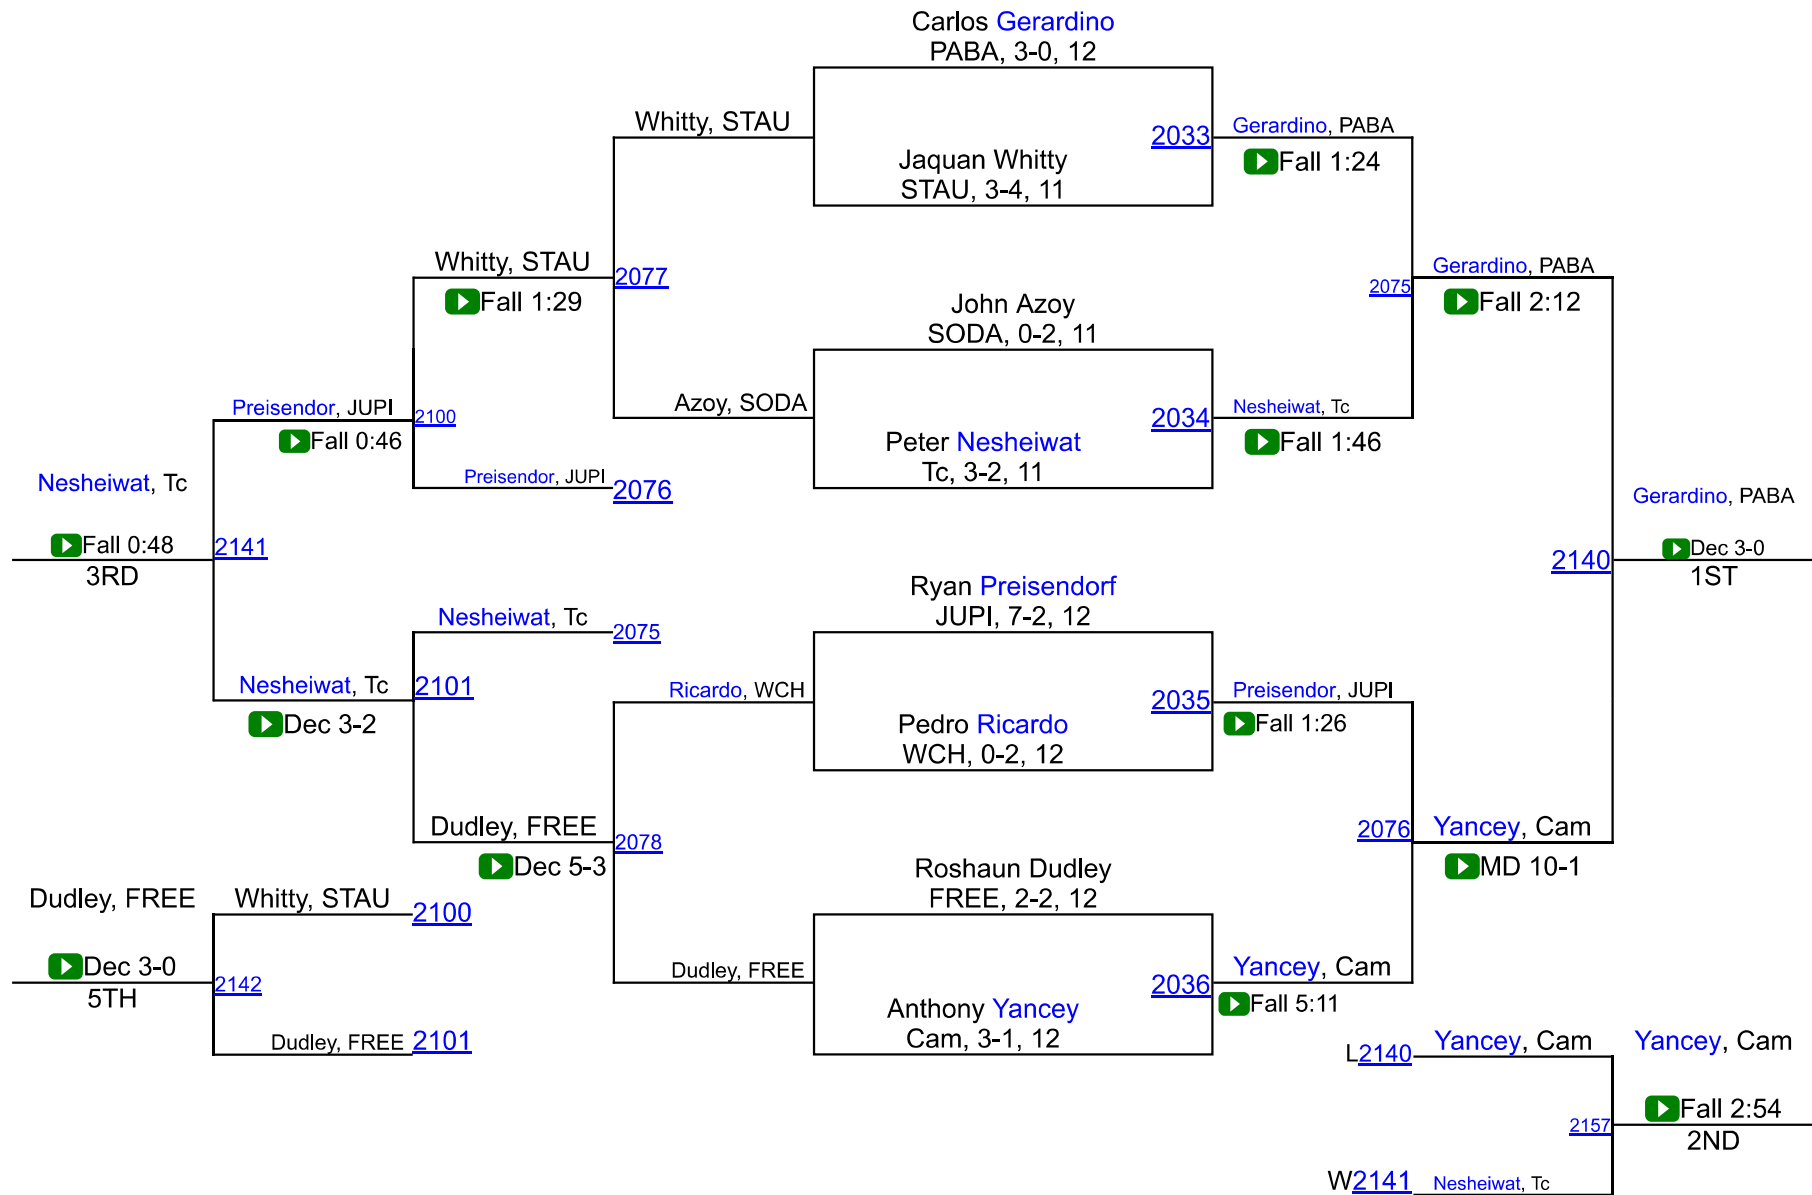 Carlos Gerardino
PABA, 3-0, 12
Whitty, STAU
2033
Gerardino, PABA
Fall 1:24
Jaquan Whitty
STAU, 3-4, 11
Whitty, STAU
Fall 1:29
2077
2075
Gerardino, PABA
Fall 2:12
John Azoy
SODA, 0-2, 11
Azoy, SODA
2034
Nesheiwat, Tc
Fall 1:46
Peter Nesheiwat
Tc, 3-2, 11
Preisendor, JUPI
Fall 0:46
2100
Preisendor, JUPI
2076
Nesheiwat, Tc
Fall 0:48
3RD
2141
Gerardino, PABA
Dec 3-0
1ST
2140
Ryan Preisendorf
JUPI, 7-2, 12
Nesheiwat, Tc
2075
Nesheiwat, Tc
Dec 3-2
2101
Ricardo, WCH
2035
Preisendor, JUPI
Fall 1:26
Pedro Ricardo
WCH, 0-2, 12
Dudley, FREE
Dec 5-3
2078
2076
Yancey, Cam
MD 10-1
Roshaun Dudley
FREE, 2-2, 12
Dudley, FREE
Dec 3-0
5TH
Whitty, STAU
2100
2142
Dudley, FREE
2101
Dudley, FREE
2036
Yancey, Cam
Fall 5:11
Anthony Yancey
Cam, 3-1, 12
L2140
Yancey, Cam
Yancey, Cam
Fall 2:54
2ND
2157
W2141
Nesheiwat, Tc